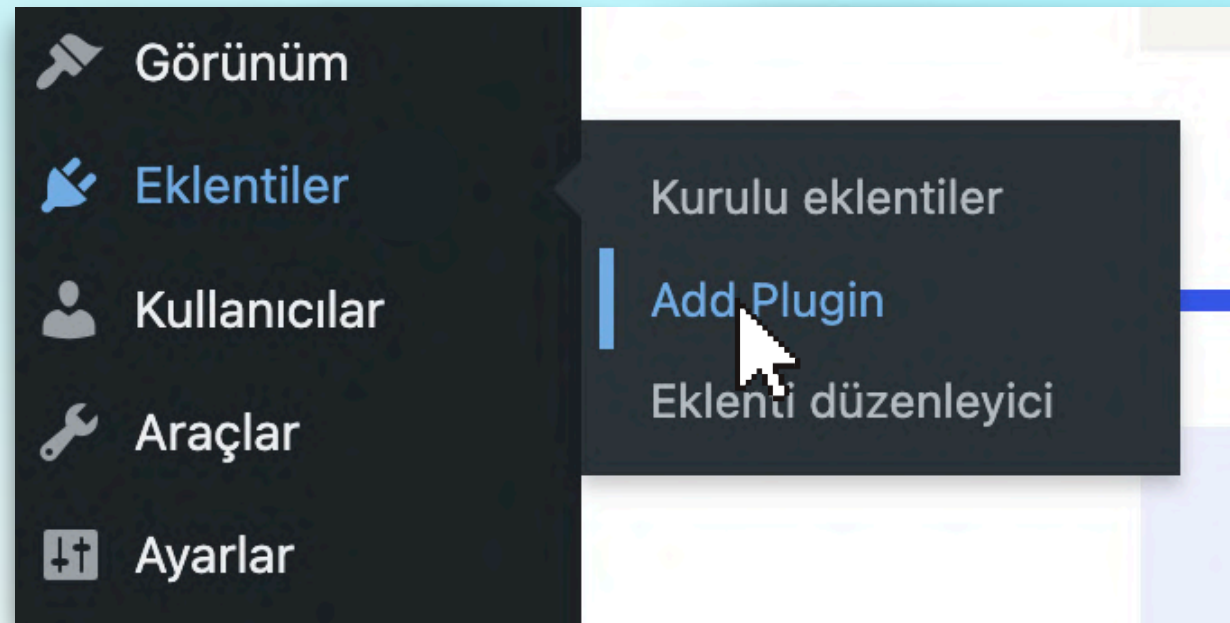 Görünüm
Eklentiler
Kurulu eklentiler
Add Plugin
Eklenti düzenleyici
Kullanıcılar
Araçlar
Ayarlar